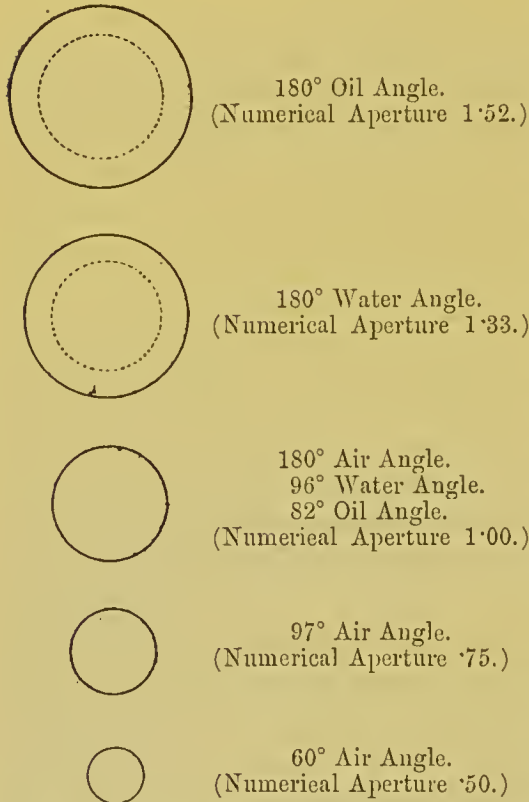 180° Oil Angle.
(Numerical Aperture 1·52.)
180° Water Angle.
(Numerical Aperture 1·33.)
180° Air Angle.
96° Water Angle.
82° Oil Angle.
(Numerical Aperture 1·00.)
97° Air Angle.
(Numerical Aperture ·75.)
60° Air Angle.
(Numerical Aperture ·50.)